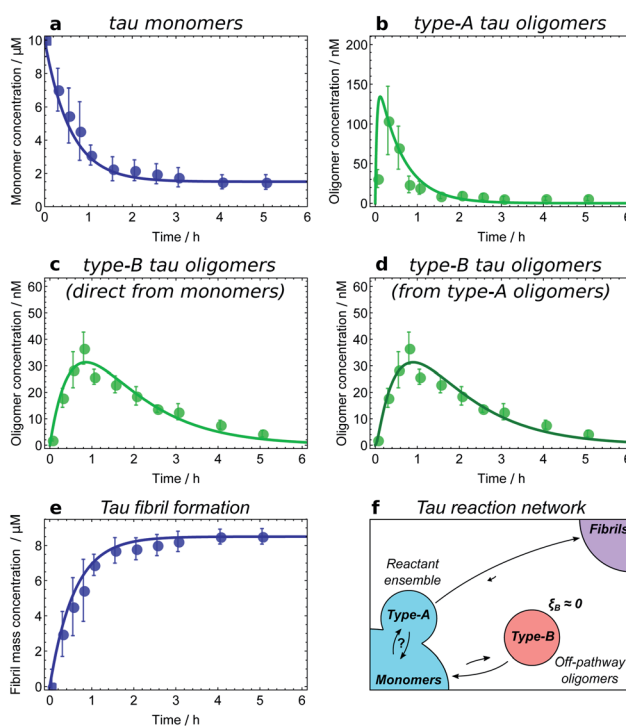 a
tau monomers
Monomer concentration / µM
10
8
6
4
2
0
0 1 2 3 4 5 6
Time / h
b
type-A tau oligomers
Oligomer concentration / nM
200
150
100
50
0
0 1 2 3 4 5 6
Time / h
c
type-B tau oligomers
(direct from monomers)
Oligomer concentration / nM
60
50
40
30
20
10
0
0 1 2 3 4 5 6
Time / h
d
type-B tau oligomers
(from type-A oligomers)
Oligomer concentration / nM
60
50
40
30
20
10
0
0 1 2 3 4 5 6
Time / h
e
Tau fibril formation
Fibril mass concentration / µM
10
8
6
4
2
0
0 1 2 3 4 5 6
Time / h
f
Tau reaction network
Fibrils
Reactant
ensemble
Type-A
ξB ≈ 0
?
Type-B
Monomers
Off-pathway
oligomers